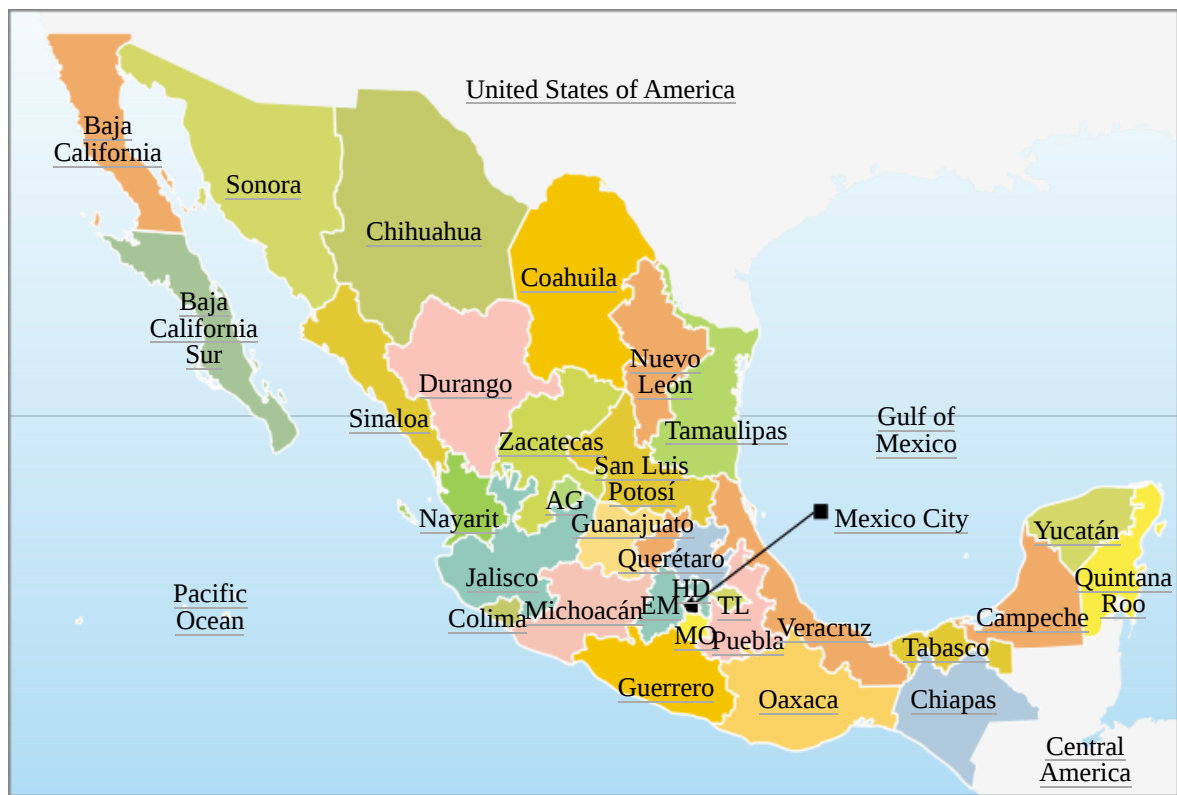 United States of America
Baja
California
Sonora
Chihuahua
Coahuila
Baja
California
Sur
Nuevo
León
Durango
Sinaloa
Tamaulipas
Gulf of
Mexico
Zacatecas
San Luis
Potosí
AG
Nayarit
Guanajuato
Mexico City
Yucatán
Querétaro
Jalisco
HD
Quintana
Roo
Pacific
Ocean
Colima
Michoacán
EM
TL
Campeche
Veracruz
MO
Puebla
Tabasco
Guerrero
Oaxaca
Chiapas
Central
America